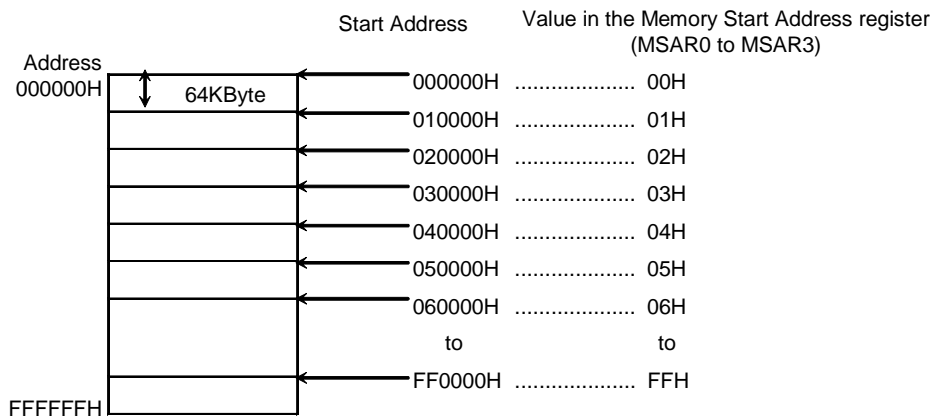 Start Address Value in the Memory Start Address register
(MSAR0 to MSAR3)
Address
000000H
64KByte
000000H .................... 00H
010000H .................... 01H
020000H .................... 02H
030000H .................... 03H
040000H .................... 04H
050000H .................... 05H
060000H .................... 06H
to to
FF0000H .................... FFH
FFFFFFH